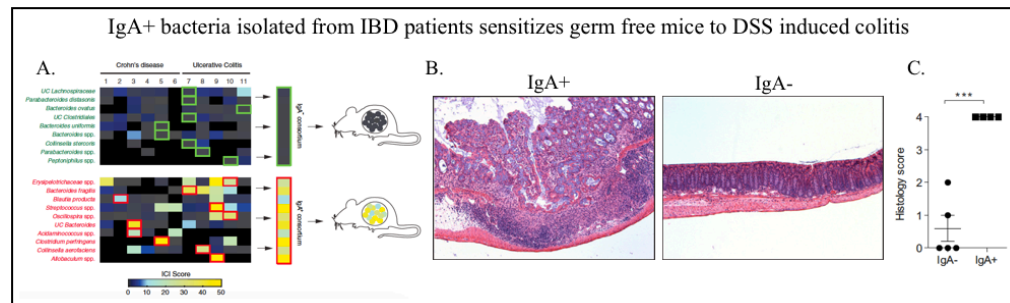 IgA+ bacteria isolated from IBD patients sensitizes germ free mice to DSS induced colitis
A.
Crohn's disease
Ulcerative Colitis
1 2 3 4 5 6 7 8 9 10 11
UC Lachnospiraceae
Parabacteroides distasonis
Bacteroides ovatus
UC Clostridiales
Bacteroides uniformis
Bacteroides spp.
Collinsella stercoris
Parabacteroides spp.
Peptoniphilus spp.
IgA- consortium
Erysipelotrichaceae spp.
Bacteroides fragilis
Blautia producta
Streptococcus spp.
Oscillospira spp.
UC Bacteroides
Acidaminococcus spp.
Clostridium perfringens
Collinsella aerofaciens
Allobaculum spp.
IgA+ consortium
ICI Score
0 10 20 30 40 50
B.
IgA+
IgA-
C.
***
Histology score
4
3
2
1
0
IgA- IgA+